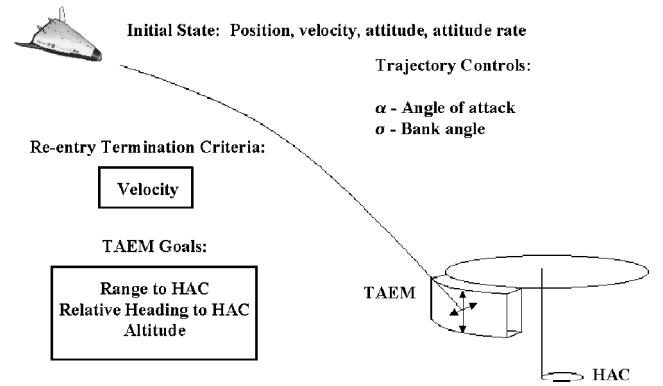 Initial State: Position, velocity, attitude, attitude rate
Trajectory Controls:
α - Angle of attack
σ - Bank angle
Re-entry Termination Criteria:
Velocity
TAEM Goals:
Range to HAC
Relative Heading to HAC
Altitude
TAEM
HAC